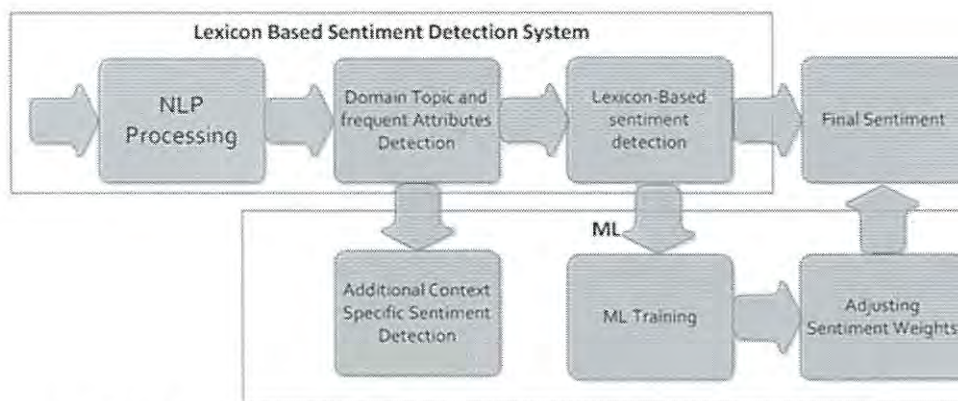 Lexicon Based Sentiment Detection System
NLP
Processing
Domain Topic and
frequent Attributes
Detection
Lexicon-Based
sentiment
detection
Final Sentiment
ML
Additional Context
Specific Sentiment
Detection
ML Training
Adjusting
Sentiment Weights